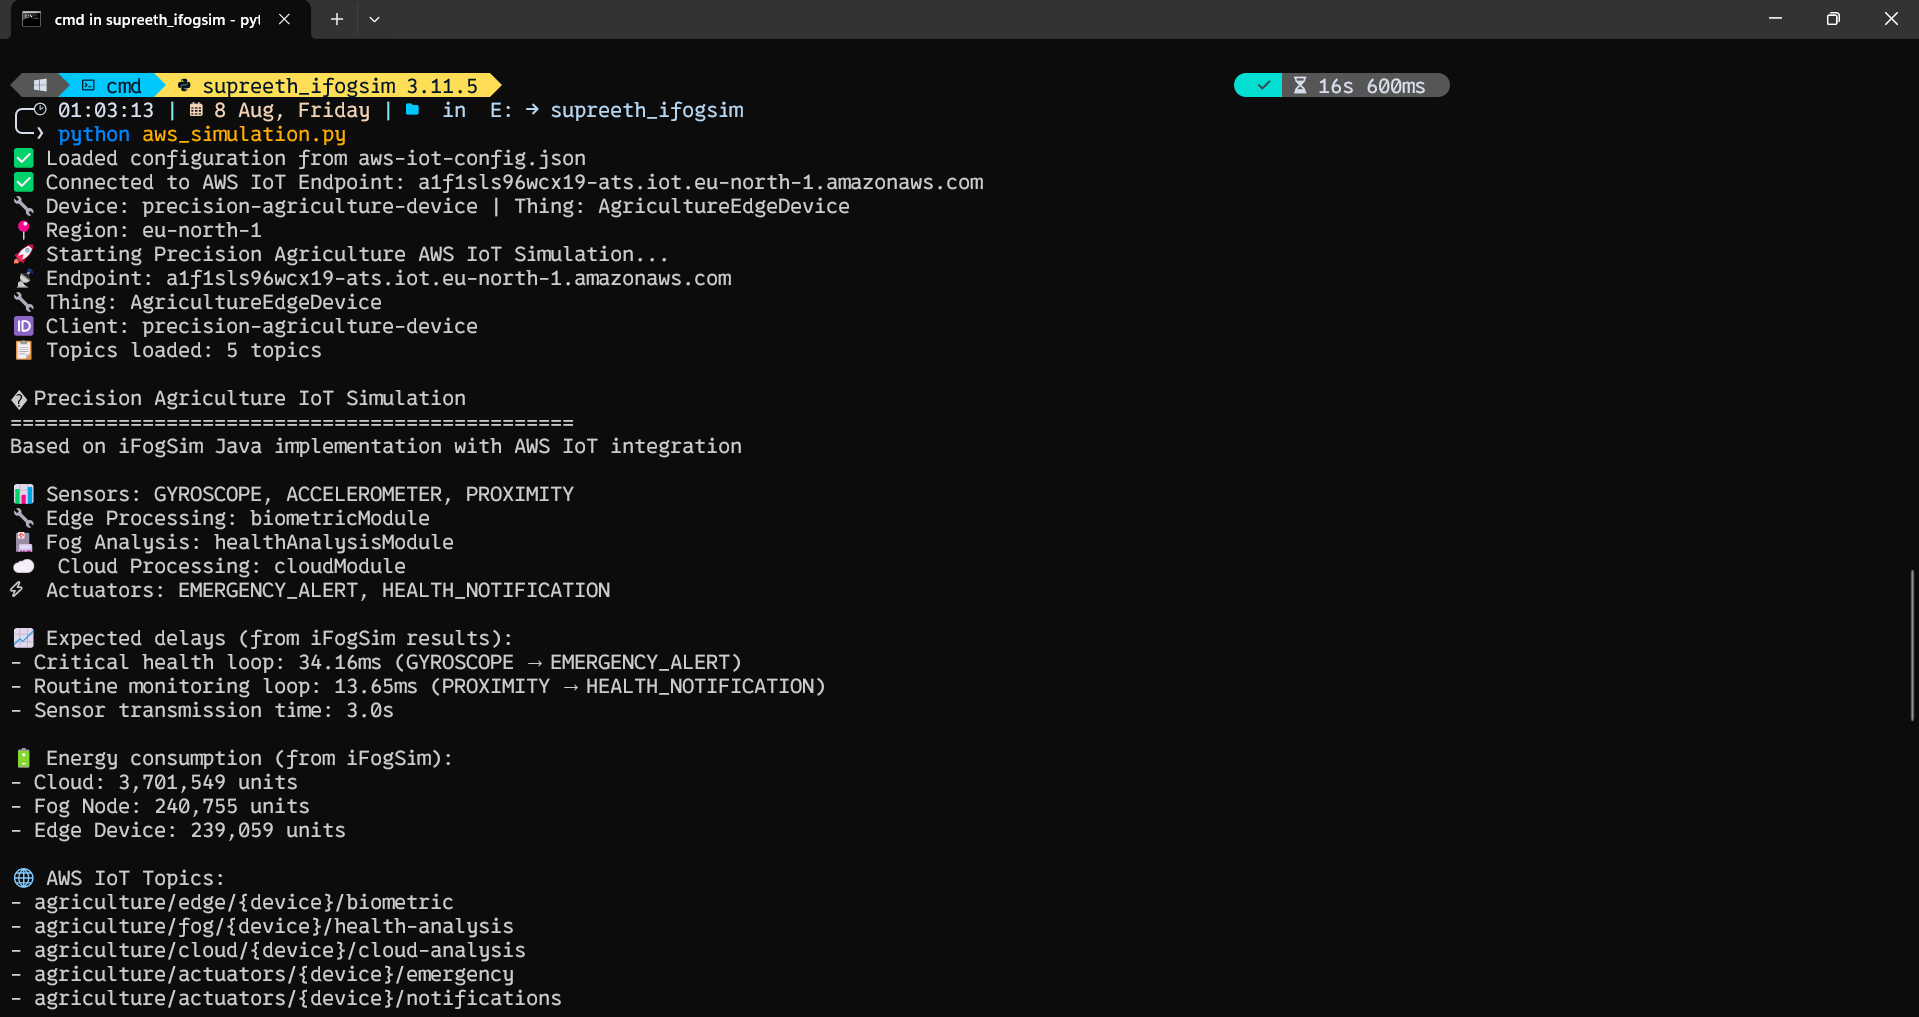 cmd in supreeth_ifogsim - pyt
cmd supreeth_ifogsim 3.11.5 16s 600ms
01:03:13 | 8 Aug, Friday | in E: → supreeth_ifogsim
python aws_simulation.py
Loaded configuration from aws-iot-config.json
Connected to AWS IoT Endpoint: a1f1sls96wcx19-ats.iot.eu-north-1.amazonaws.com
Device: precision-agriculture-device | Thing: AgricultureEdgeDevice
Region: eu-north-1
Starting Precision Agriculture AWS IoT Simulation...
Endpoint: a1f1sls96wcx19-ats.iot.eu-north-1.amazonaws.com
Thing: AgricultureEdgeDevice
ID Client: precision-agriculture-device
Topics loaded: 5 topics
� Precision Agriculture IoT Simulation
===============================================
Based on iFogSim Java implementation with AWS IoT integration
Sensors: GYROSCOPE, ACCELEROMETER, PROXIMITY
Edge Processing: biometricModule
Fog Analysis: healthAnalysisModule
Cloud Processing: cloudModule
Actuators: EMERGENCY_ALERT, HEALTH_NOTIFICATION
Expected delays (from iFogSim results):
- Critical health loop: 34.16ms (GYROSCOPE → EMERGENCY_ALERT)
- Routine monitoring loop: 13.65ms (PROXIMITY → HEALTH_NOTIFICATION)
- Sensor transmission time: 3.0s
Energy consumption (from iFogSim):
- Cloud: 3,701,549 units
- Fog Node: 240,755 units
- Edge Device: 239,059 units
AWS IoT Topics:
- agriculture/edge/{device}/biometric
- agriculture/fog/{device}/health-analysis
- agriculture/cloud/{device}/cloud-analysis
- agriculture/actuators/{device}/emergency
- agriculture/actuators/{device}/notifications